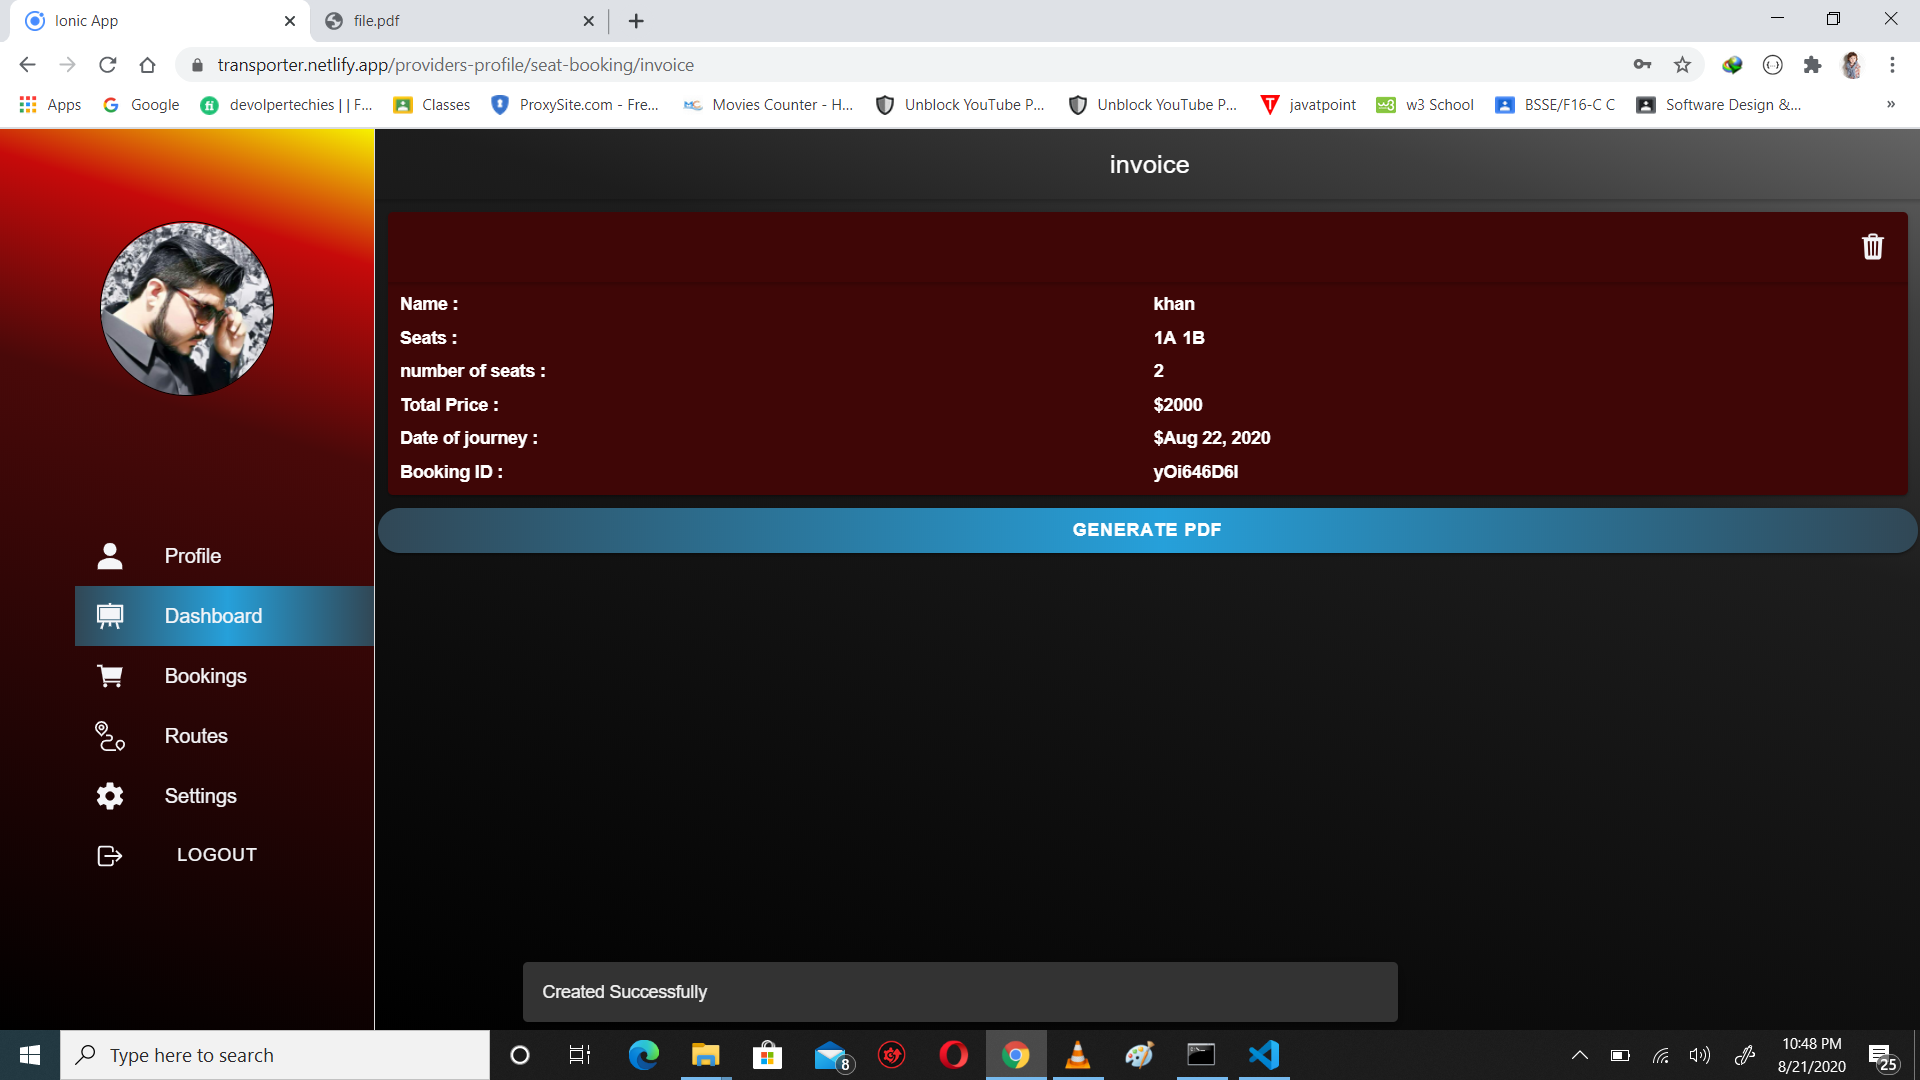 Ionic App
file.pdf
transporter.netlify.app/providers-profile/seat-booking/invoice
Apps Google devolpertechies || F... Classes ProxySite.com - Fre... Movies Counter - H... Unblock YouTube P... Unblock YouTube P... javatpoint w3 School BSSE/F16-C C Software Design &... »
invoice
Name : khan
Seats : 1A 1B
number of seats : 2
Total Price : $2000
Date of journey : $Aug 22, 2020
Booking ID : yOi646D6I
GENERATE PDF
Profile
Dashboard
Bookings
Routes
Settings
LOGOUT
Created Successfully
Type here to search
8
10:48 PM
8/21/2020
25